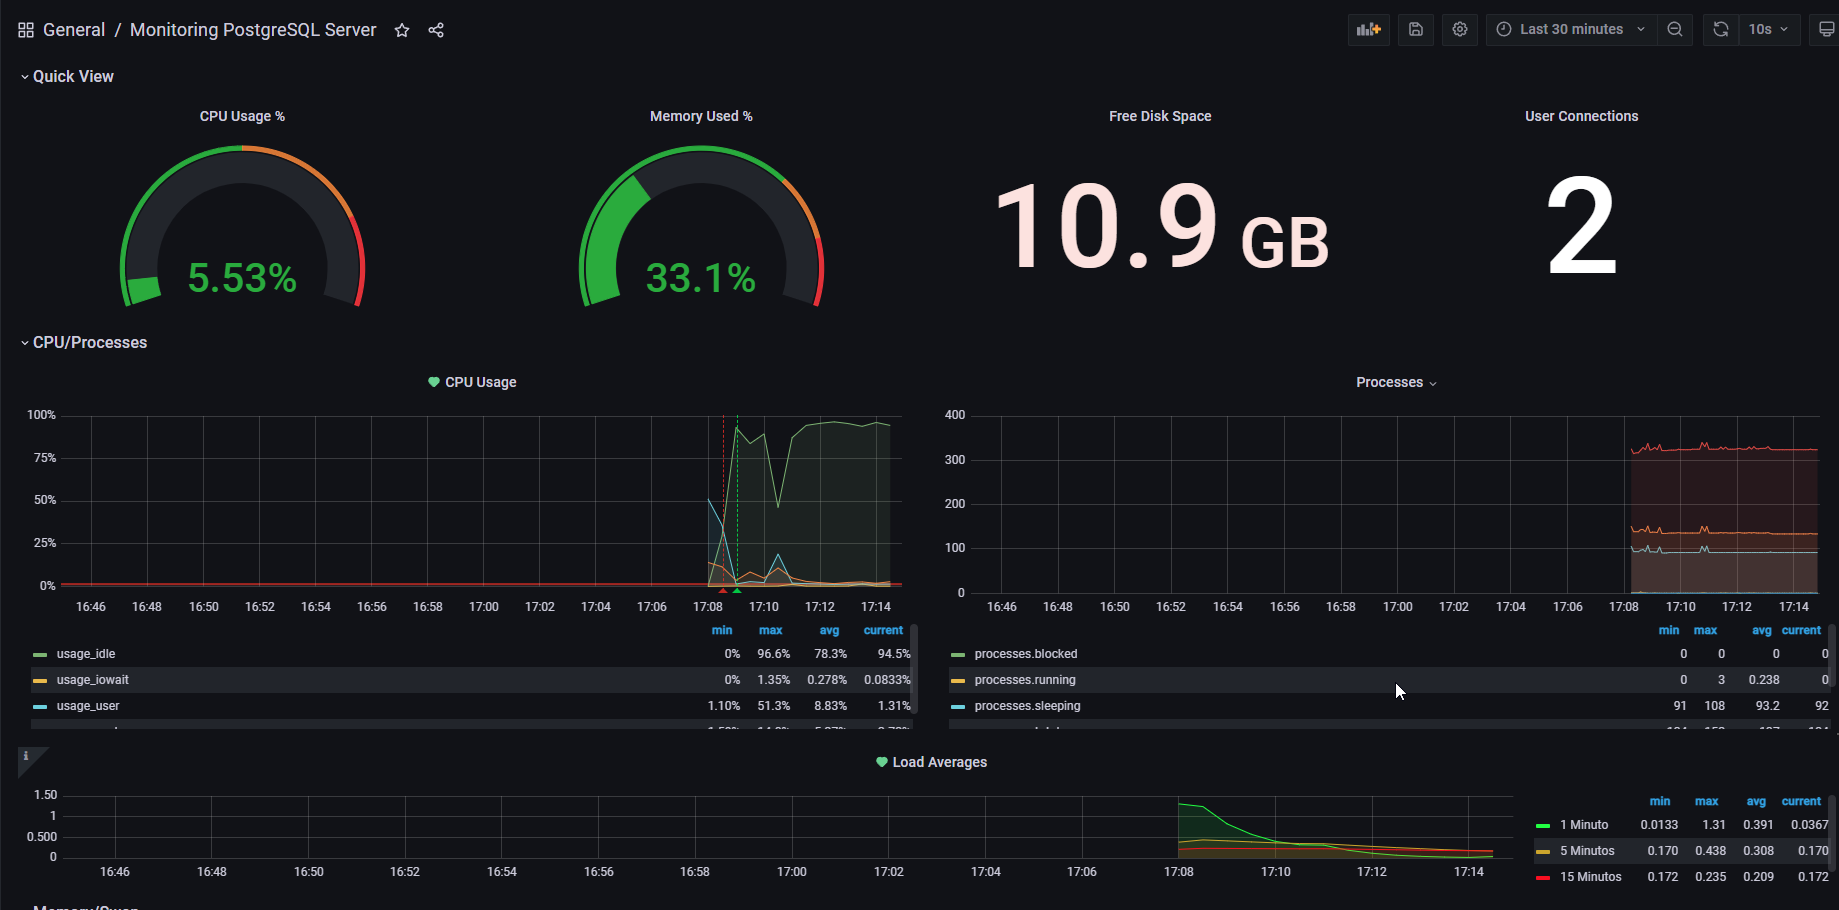 General / Monitoring PostgreSQL Server
Last 30 minutes
10s
Quick View
CPU Usage %
Memory Used %
Free Disk Space
User Connections
5.53%
33.1%
10.9 GB
2
CPU/Processes
CPU Usage
100%
75%
50%
25%
0%
16:46 16:48 16:50 16:52 16:54 16:56 16:58 17:00 17:02 17:04 17:06 17:08 17:10 17:12 17:14
min max avg current
usage_idle 0% 96.6% 78.3% 94.5%
usage_iowait 0% 1.35% 0.278% 0.0833%
usage_user 1.10% 51.3% 8.83% 1.31%
Processes
400
300
200
100
0
16:46 16:48 16:50 16:52 16:54 16:56 16:58 17:00 17:02 17:04 17:06 17:08 17:10 17:12 17:14
min max avg current
processes.blocked 0 0 0 0
processes.running 0 3 0.238 0
processes.sleeping 91 108 93.2 92
i
Load Averages
1.50
1
0.500
0
16:46 16:48 16:50 16:52 16:54 16:56 16:58 17:00 17:02 17:04 17:06 17:08 17:10 17:12 17:14
min max avg current
1 Minuto 0.0133 1.31 0.391 0.0367
5 Minutos 0.170 0.438 0.308 0.170
15 Minutos 0.172 0.235 0.209 0.172
Memory/Swap